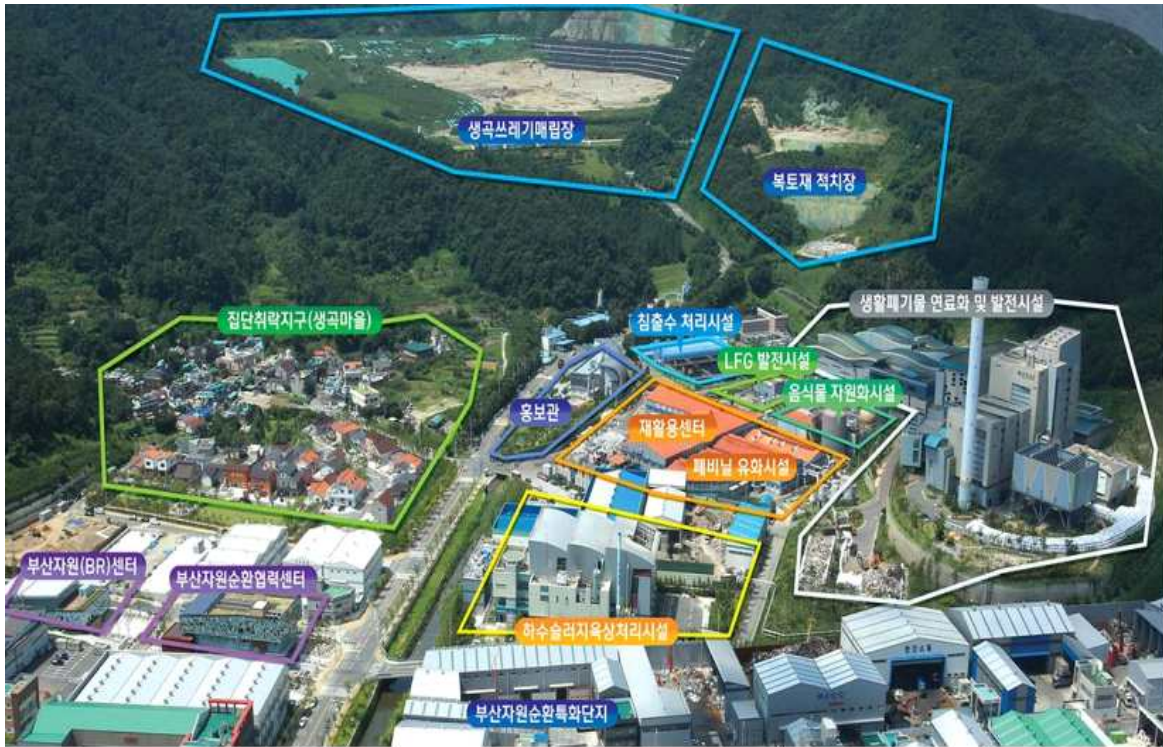 생곡쓰레기매립장
복토재 적치장
생활폐기물 연료화 및 발전시설
집단취락지구(생곡마을)
침출수 처리시설
LFG 발전시설
음식물 자원화시설
홍보관
재활용센터
폐비닐 유화시설
부산자원(BR)센터
부산자원순환협력센터
하수슬러지육상처리시설
부산자원순환특화단지